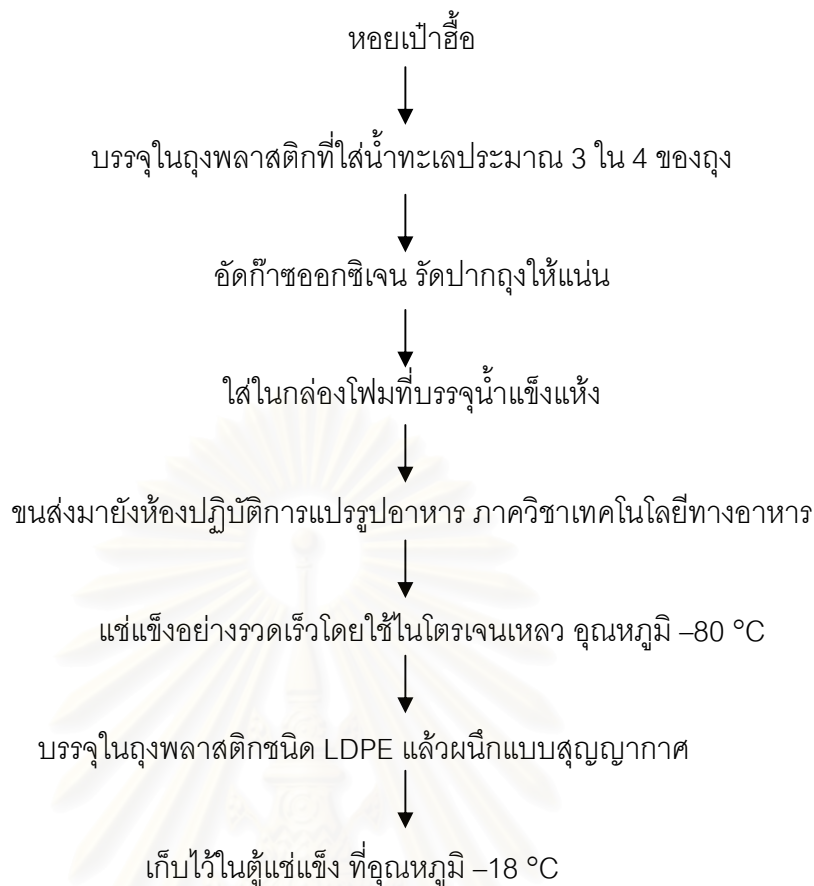 หอยเป๋าฮื้อ
บรรจุในถุงพลาสติกที่ใส่น้ำทะเลประมาณ 3 ใน 4 ของถุง
อัดก๊าซออกซิเจน รัดปากถุงให้แน่น
ใส่ในกล่องโฟมที่บรรจุน้ำแข็งแห้ง
ขนส่งมายังห้องปฏิบัติการแปรรูปอาหาร ภาควิชาเทคโนโลยีทางอาหาร
แช่แข็งอย่างรวดเร็วโดยใช้ไนโตรเจนเหลว อุณหภูมิ –80 °C
บรรจุในถุงพลาสติกชนิด LDPE แล้วผนึกแบบสุญญากาศ
เก็บไว้ในตู้แช่แข็ง ที่อุณหภูมิ –18 °C